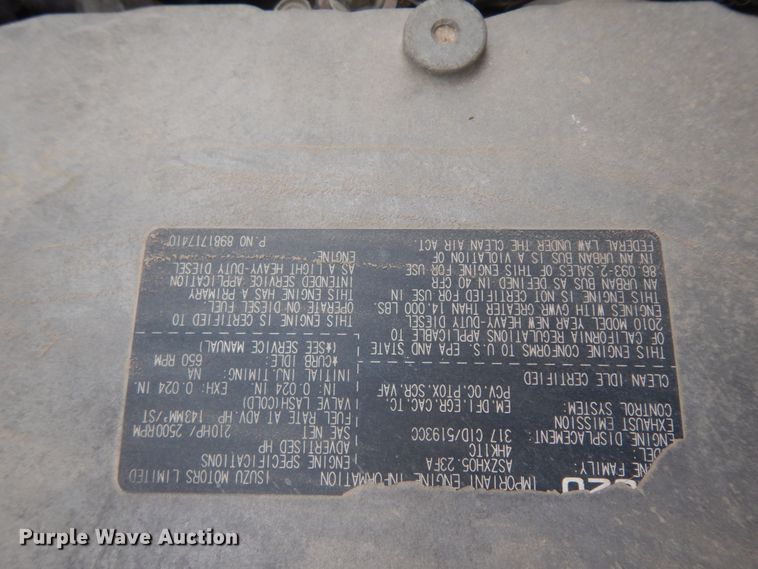 ZU
IMPORTANT ENGINE INFORMATION
NE FAMILY: ASZXH05.23FA
DEL: 4HK1TC
ENGINE DISPLACEMENT: 317 CID/5193CC
EXHAUST EMISSION
CONTROL SYSTEM: EM.DFI.EGR.CAC.TC.
PCV.OC.PTOX.SCR.VAF
CLEAN IDLE CERTIFIED
THIS ENGINE CONFORMS TO U.S. EPA AND STATE
OF CALIFORNIA REGULATIONS APPLICABLE TO
2010 MODEL YEAR NEW HEAVY-DUTY DIESEL
ENGINES WITH GVWR GREATER THAN 14,000 LBS.
THIS ENGINE IS NOT CERTIFIED FOR USE IN
AN URBAN BUS AS DEFINED IN 40 CFR
86.093-2. SALES OF THIS ENGINE FOR USE
IN AN URBAN BUS IS A VIOLATION OF
FEDERAL LAW UNDER THE CLEAN AIR ACT.
ISUZU MOTORS LIMITED
ENGINE SPECIFICATIONS
ADVERTISED HP
SAE NET 210HP/ 2500RPM
FUEL RATE AT ADV HP 143MM³/ST
VALVE LASH(COLD)
IN: 0.024 IN. EXH: 0.024 IN.
INITIAL INJ TIMING NA
*CURB IDLE: 650 RPM
(*SEE SERVICE MANUAL)
THIS ENGINE IS CERTIFIED TO
OPERATE ON DIESEL FUEL.
THIS ENGINE HAS A PRIMARY
INTENDED SERVICE APPLICATION
AS A LIGHT HEAVY-DUTY DIESEL
ENGINE
P.NO 8981717410
Purple Wave Auction